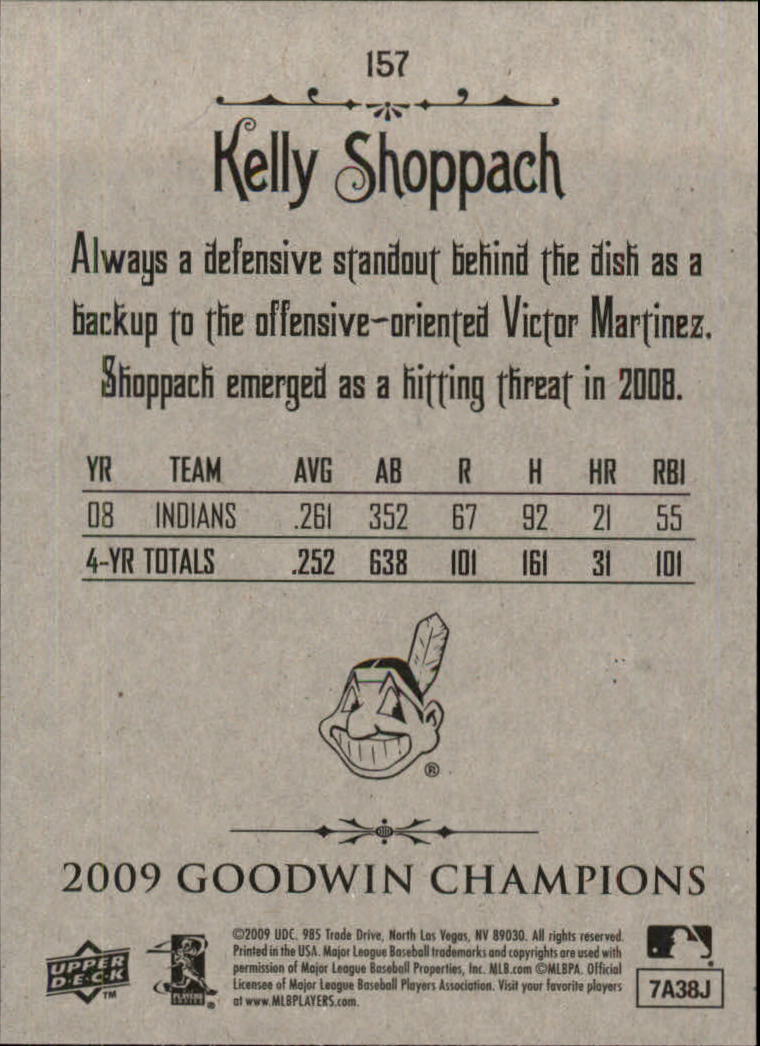 157
Kelly Shoppach
Always a defensive standout behind the dish as a
backup to the offensive-oriented Victor Martinez.
Shoppach emerged as a hitting threat in 2008.
YR TEAM AVG AB R H HR RBI
08 INDIANS .261 352 67 92 21 55
4-YR TOTALS .252 638 101 161 31 101
®
2009 GOODWIN CHAMPIONS
©2009 UDC. 985 Trade Drive, North Las Vegas, NV 89030. All rights reserved.
Printed in the USA. Major League Baseball trademarks and copyrights are used with
permission of Major League Baseball Properties, Inc. MLB.com ©MLBPA. Official
Licensee of Major League Baseball Players Association. Visit your favorite players
at www.MLBPLAYERS.com.
UPPER
D·E·C·K
TM
PLAYERS
®
7A38J